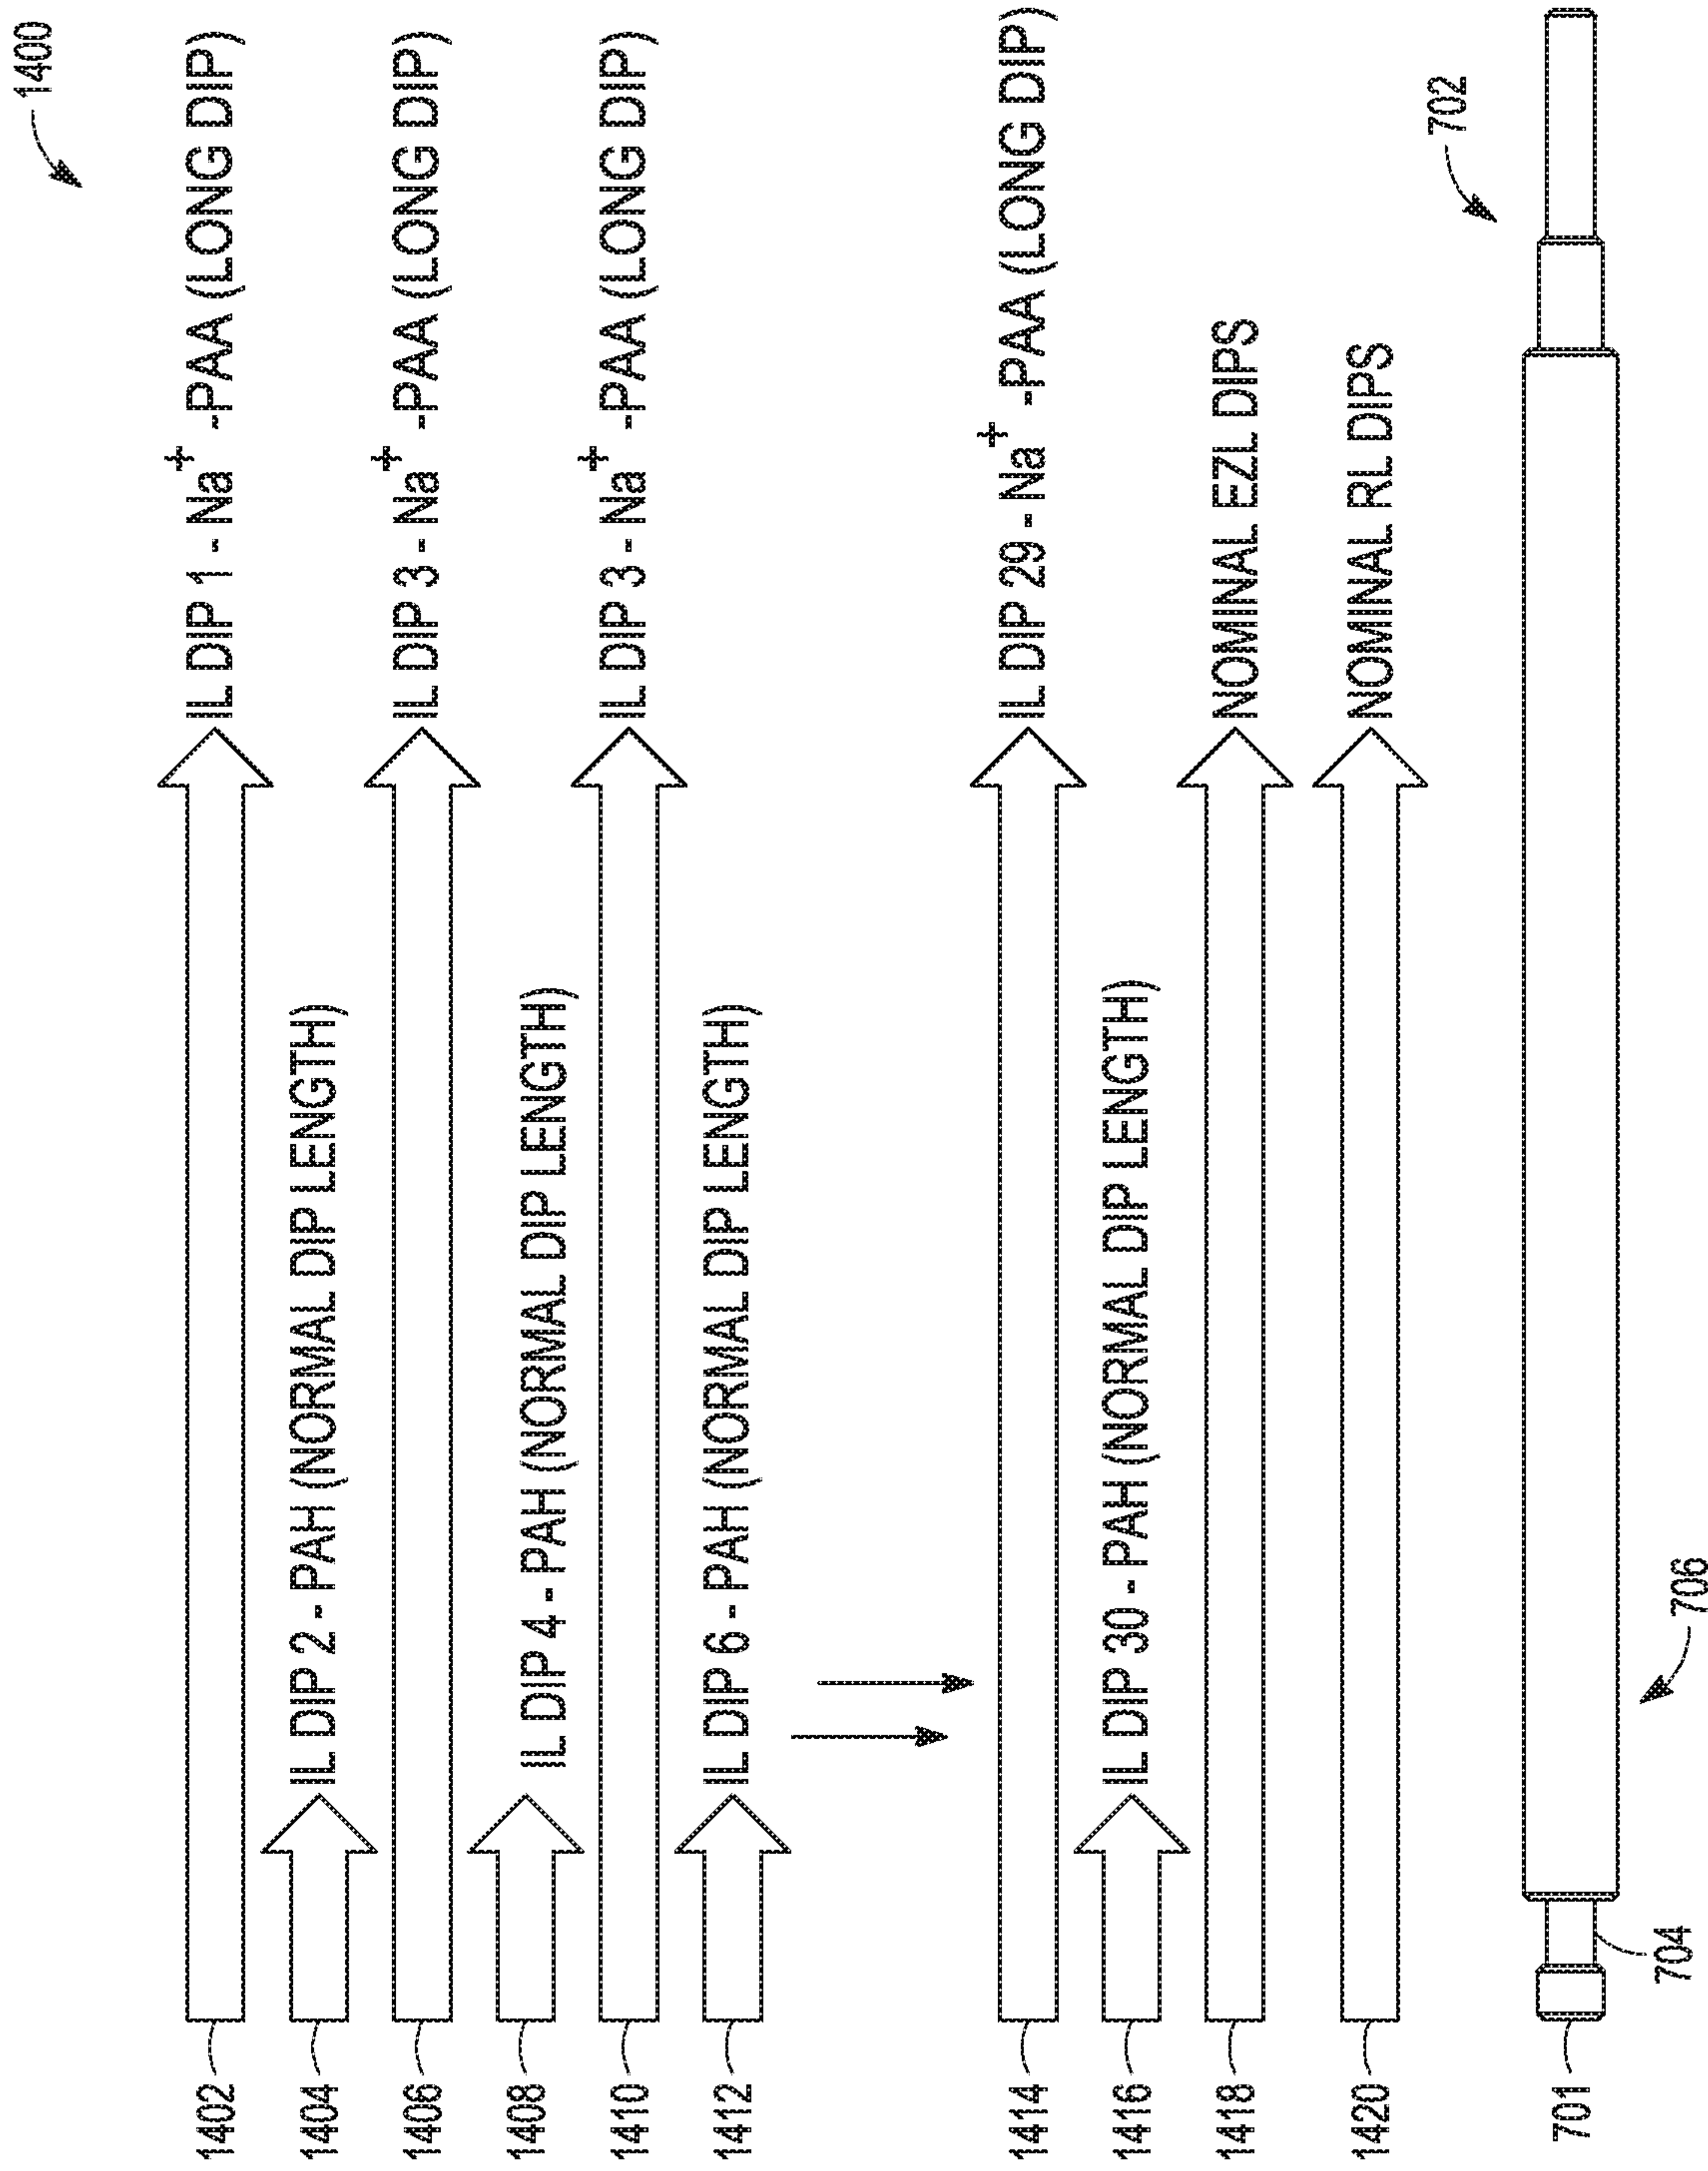 1400
1402 IL DIP 1 - Na+ -PAA (LONG DIP)
1404 IL DIP 2 - PAH (NORMAL DIP LENGTH)
1406 IL DIP 3 - Na+ -PAA (LONG DIP)
1408 IL DIP 4 - PAH (NORMAL DIP LENGTH)
1410 IL DIP 3 - Na+ -PAA (LONG DIP)
1412 IL DIP 6 - PAH (NORMAL DIP LENGTH)
1414 IL DIP 29 - Na+ -PAA (LONG DIP)
1416 IL DIP 30 - PAH (NORMAL DIP LENGTH)
1418 NOMINAL EZL DIPS
1420 NOMINAL RL DIPS
702
701
704
706